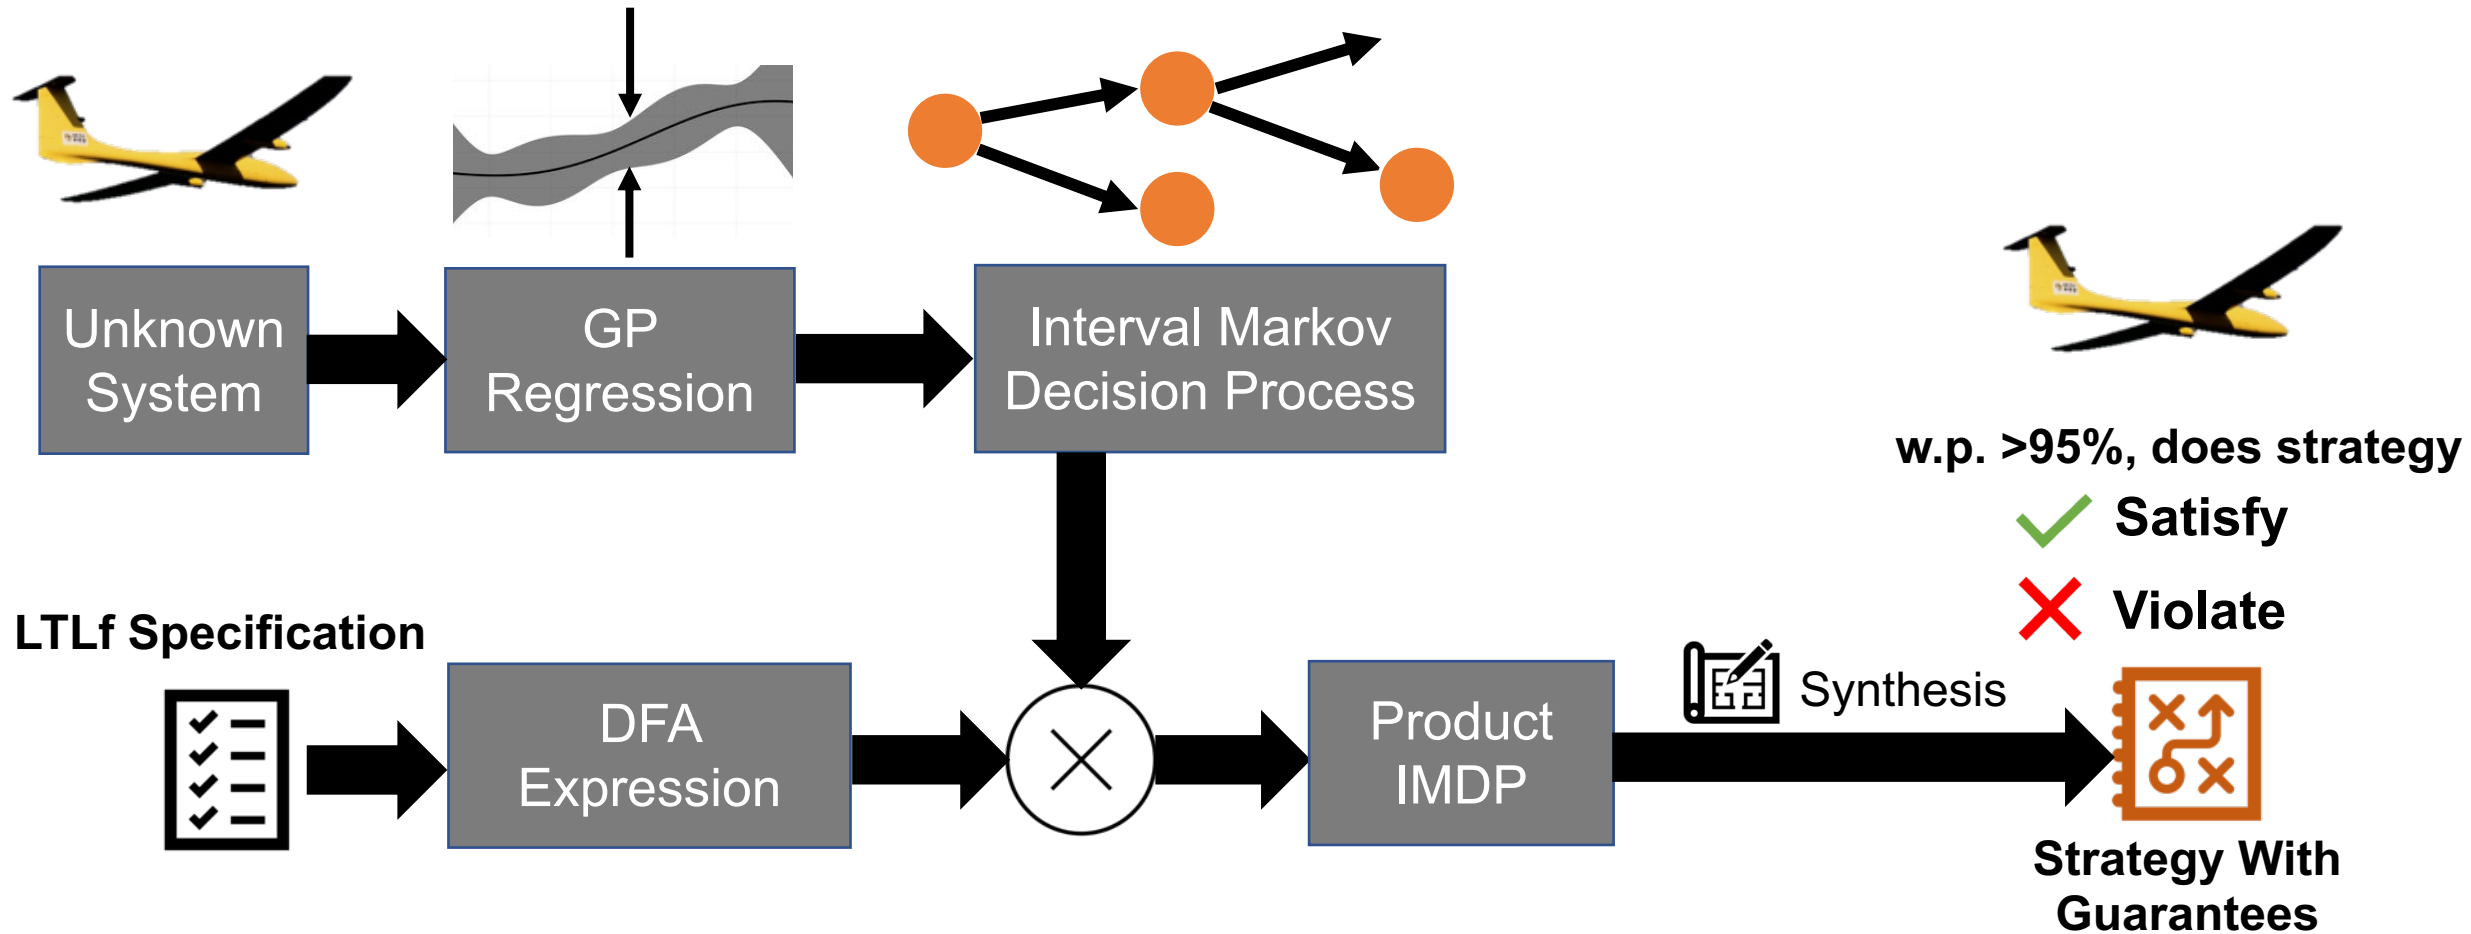 Unknown
System
GP
Regression
Interval Markov
Decision Process
w.p. >95%, does strategy
Satisfy
Violate
LTLf Specification
DFA
Expression
Product
IMDP
Synthesis
Strategy With
Guarantees